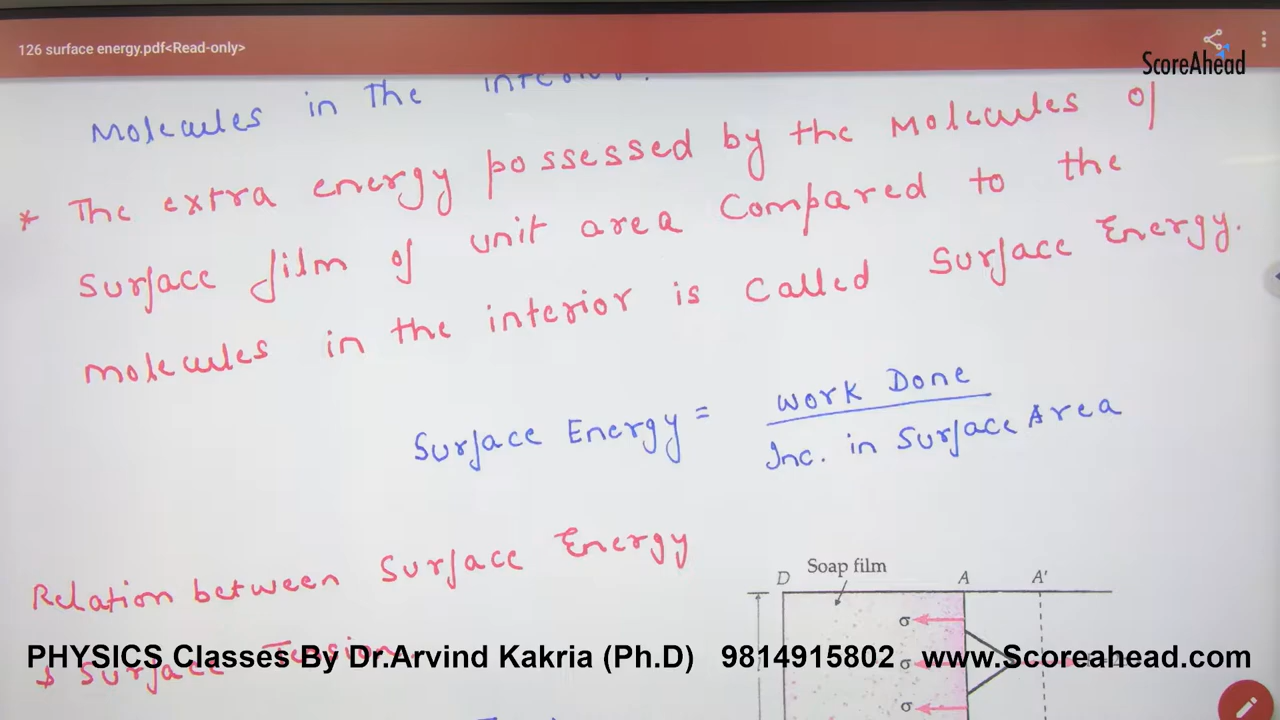 126 surface energy.pdf<Read-only>
ScoreAhead
Molecules in The
* The extra energy possessed by the Molecules of
surface film of unit area compared to the
molecules in the interior is called Surface Energy.
Surface Energy = Work Done
Inc. in Surface Area
Relation between Surface Energy
& Surface Tension.
D Soap film A A'
σ
σ
σ
PHYSICS Classes By Dr.Arvind Kakria (Ph.D) 9814915802 www.Scoreahead.com